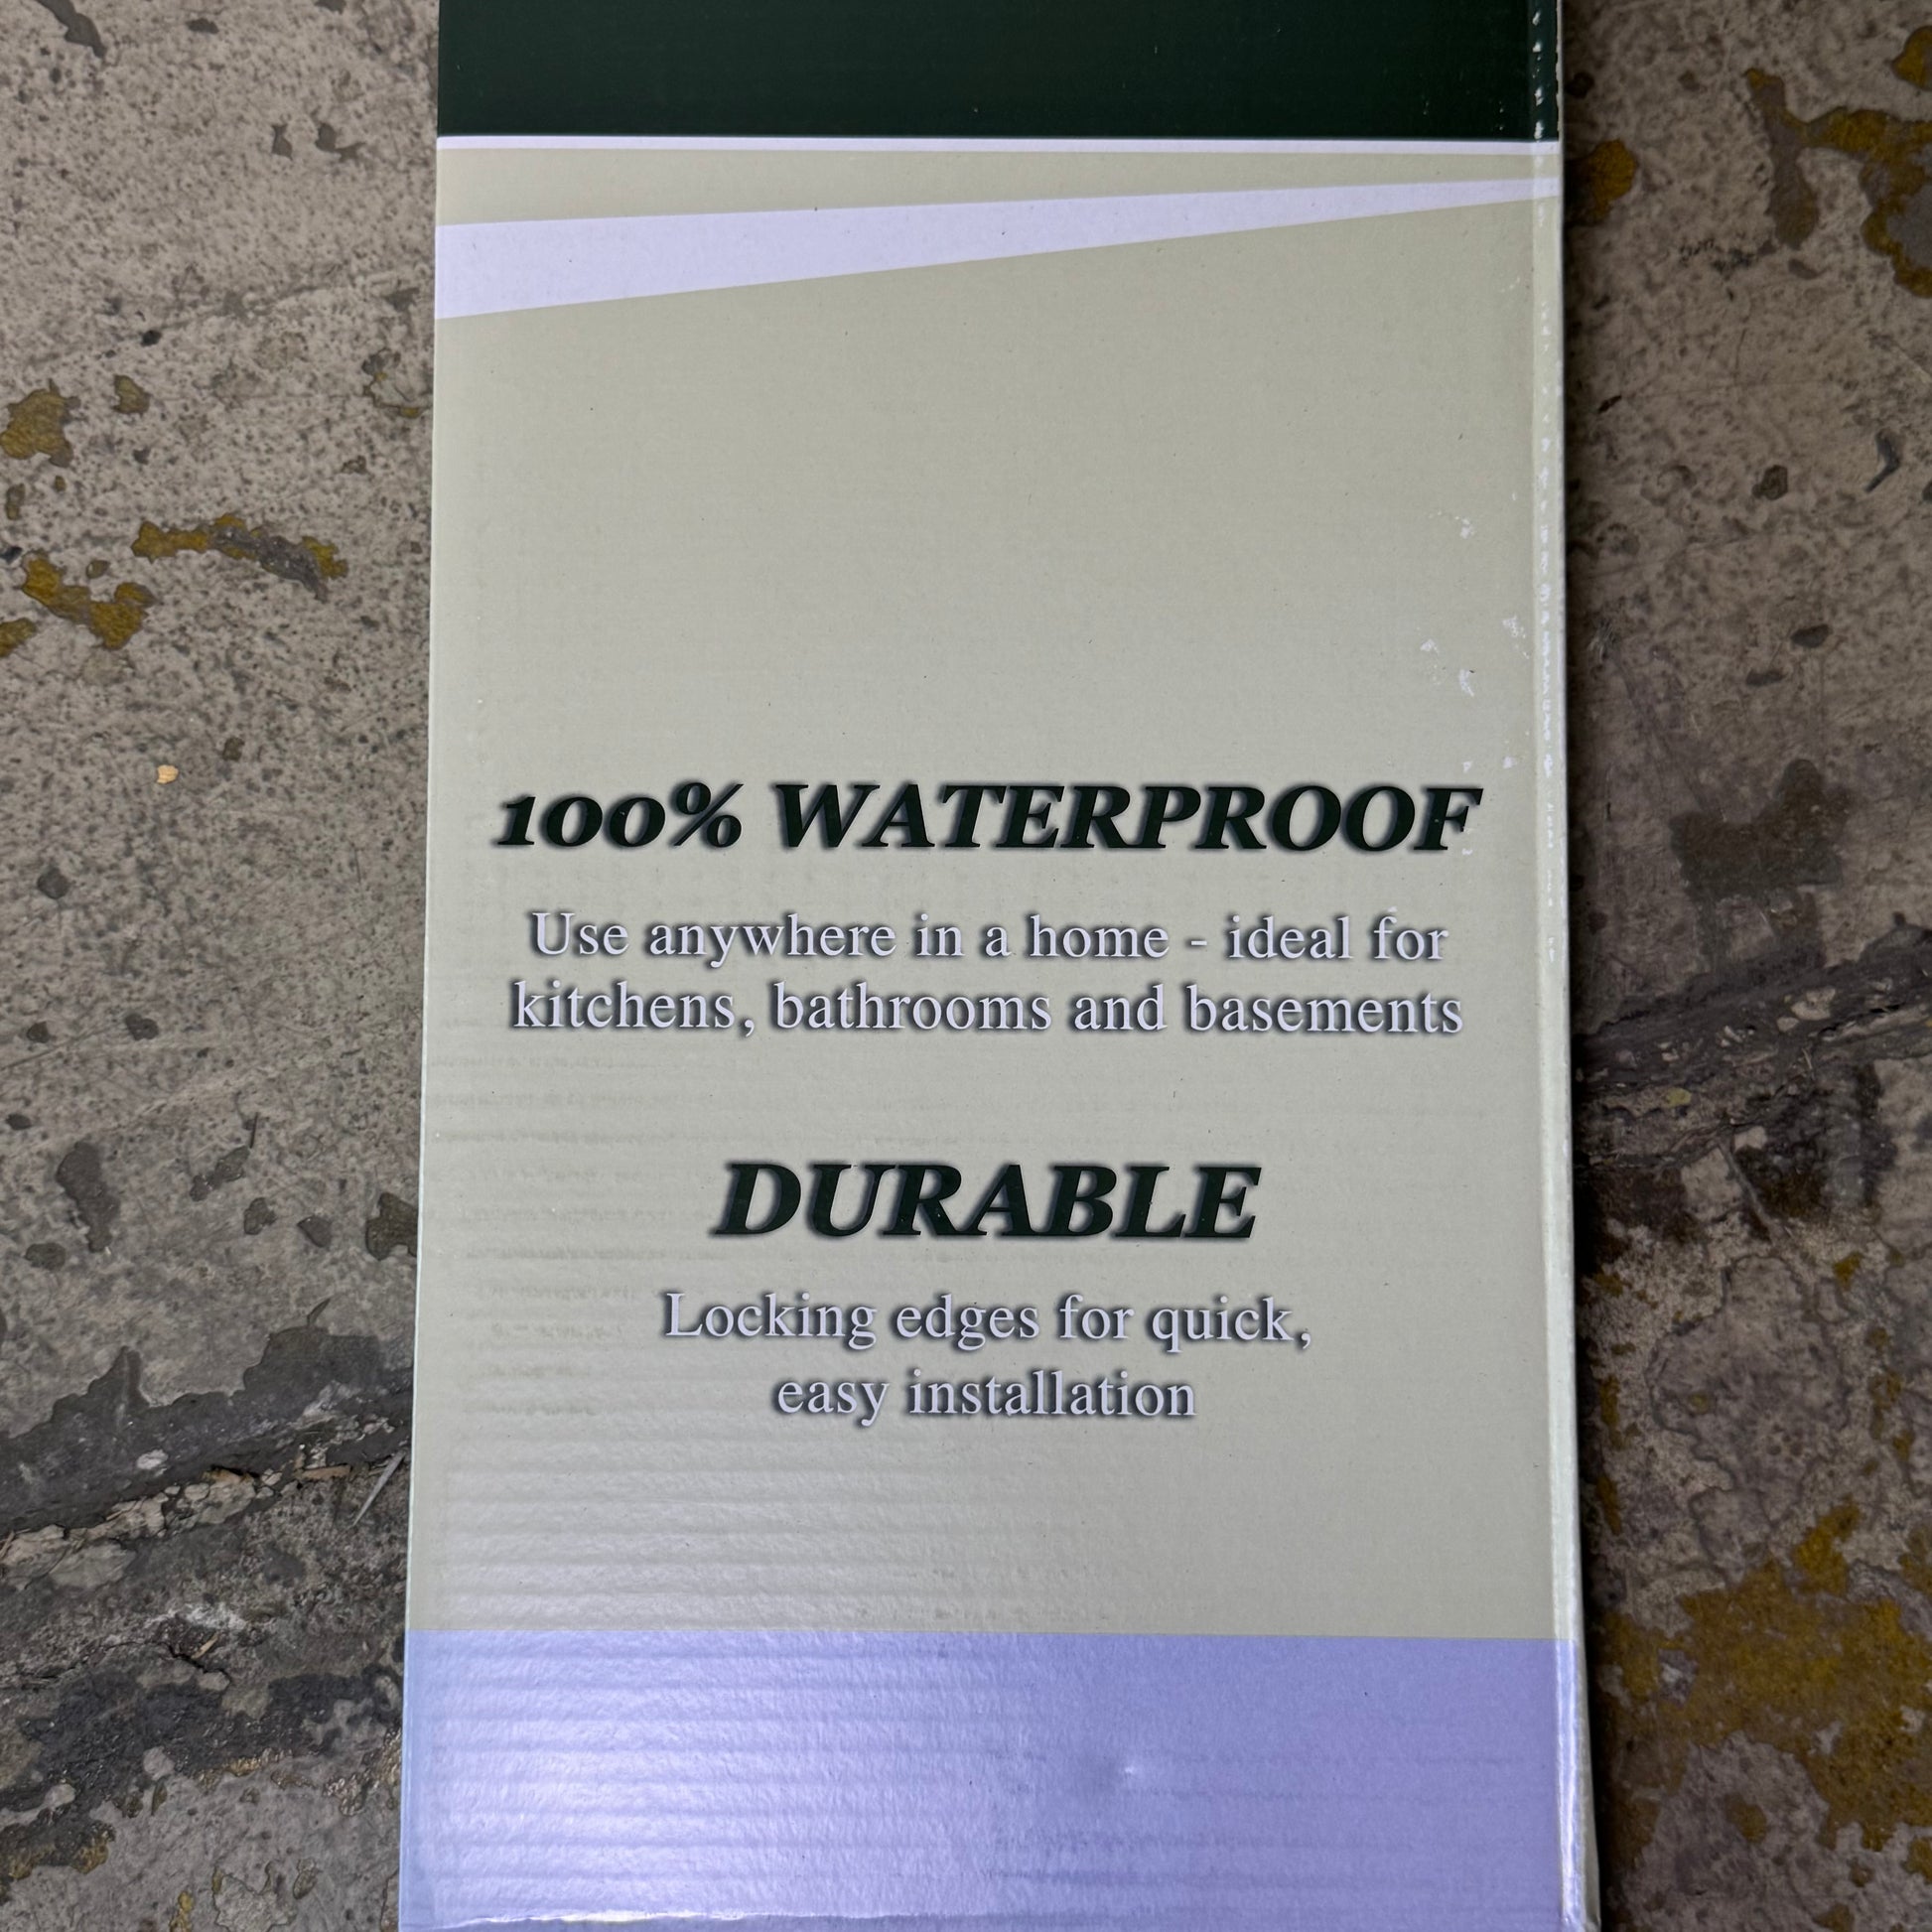 100% WATERPROOF
Use anywhere in a home - ideal for
kitchens, bathrooms and basements
DURABLE
Locking edges for quick,
easy installation